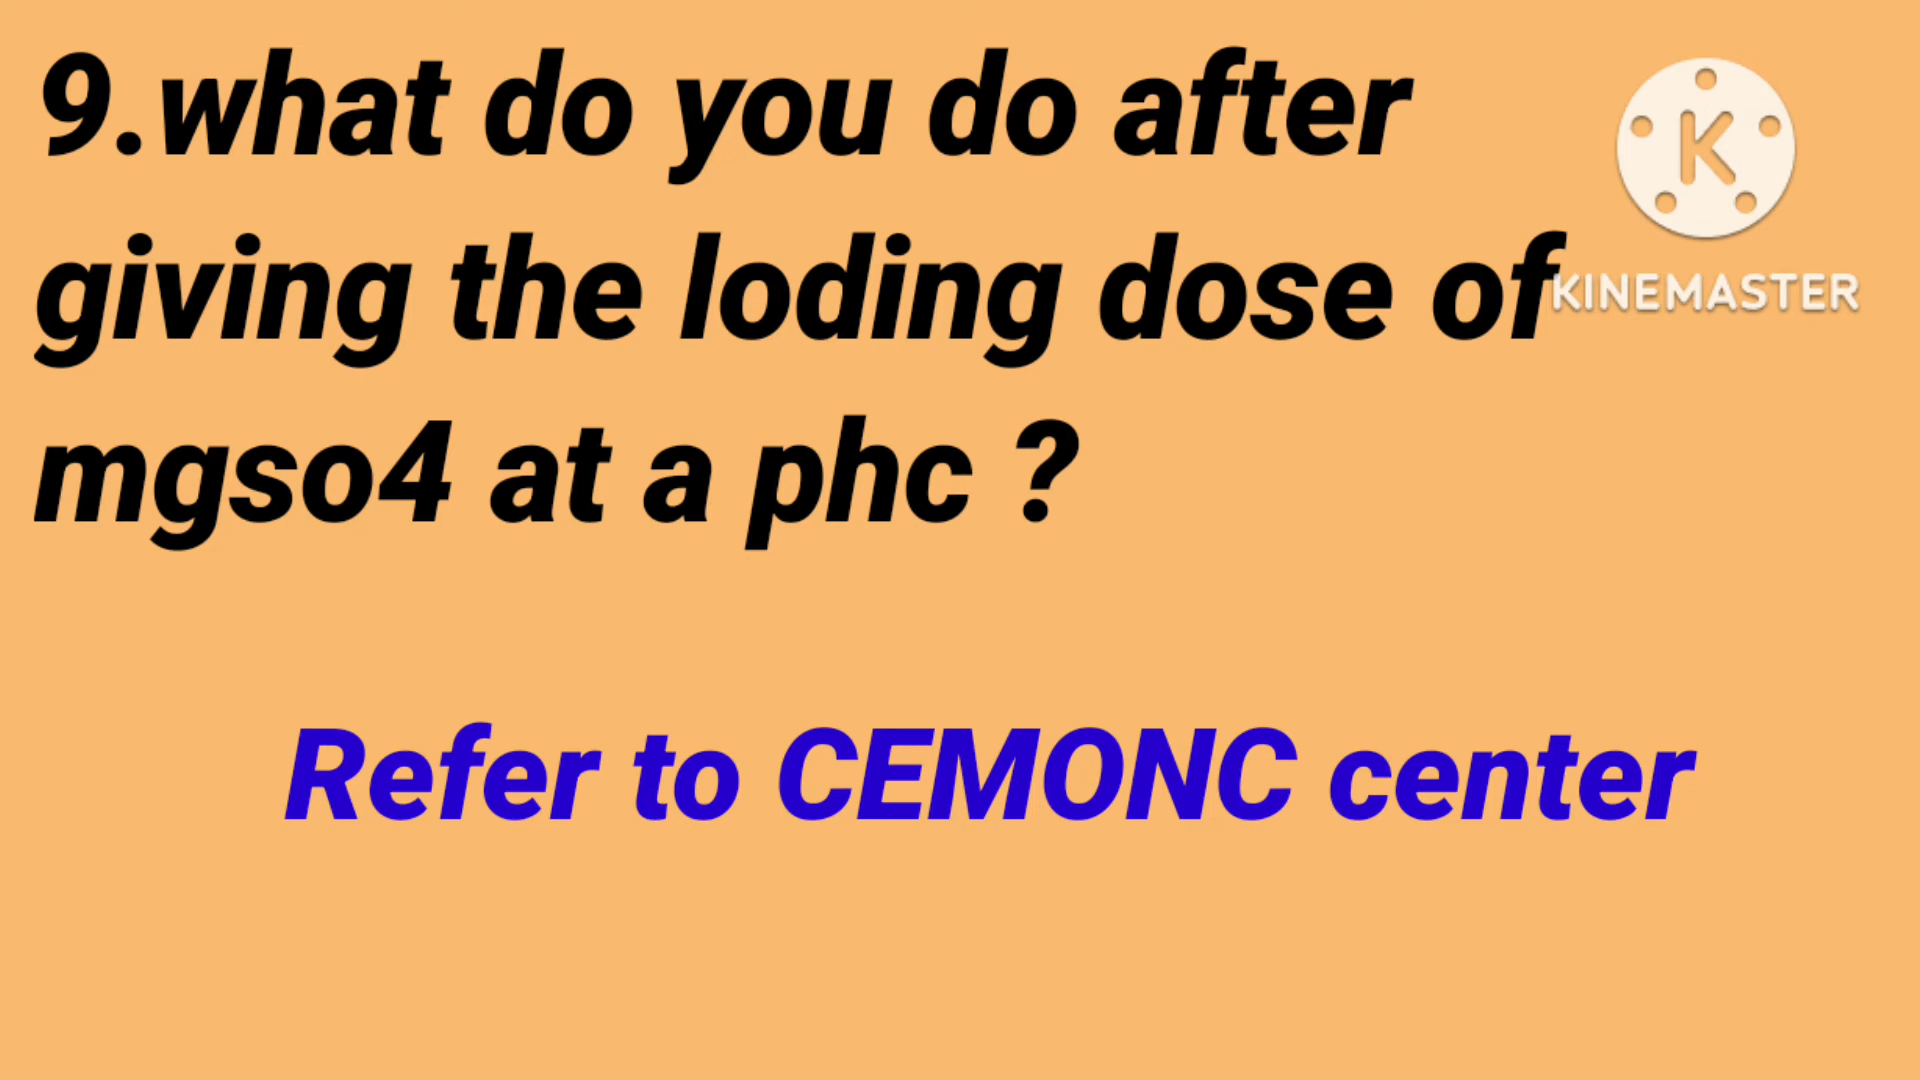 9.what do you do after
giving the loding dose of
KINEMASTER
mgso4 at a phc ?
Refer to CEMONC center